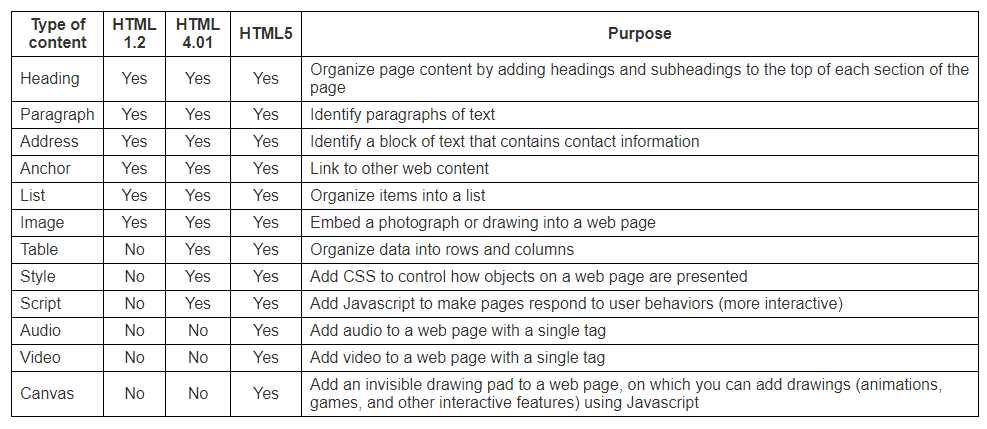 Type of content HTML 1.2 HTML 4.01 HTML5 Purpose
Heading Yes Yes Yes Organize page content by adding headings and subheadings to the top of each section of the
page
Paragraph Yes Yes Yes Identify paragraphs of text
Address Yes Yes Yes Identify a block of text that contains contact information
Anchor Yes Yes Yes Link to other web content
List Yes Yes Yes Organize items into a list
Image Yes Yes Yes Embed a photograph or drawing into a web page
Table No Yes Yes Organize data into rows and columns
Style No Yes Yes Add CSS to control how objects on a web page are presented
Script No Yes Yes Add Javascript to make pages respond to user behaviors (more interactive)
Audio No No Yes Add audio to a web page with a single tag
Video No No Yes Add video to a web page with a single tag
Canvas No No Yes Add an invisible drawing pad to a web page, on which you can add drawings (animations,
games, and other interactive features) using Javascript